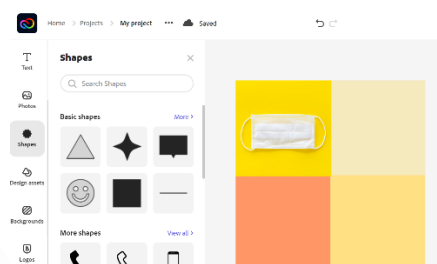 Home > Projects > My project ••• Saved
Text
Photos
Shapes
Design assets
Backgrounds
Logos
Shapes
Search Shapes
Basic shapes More >
More shapes View all >